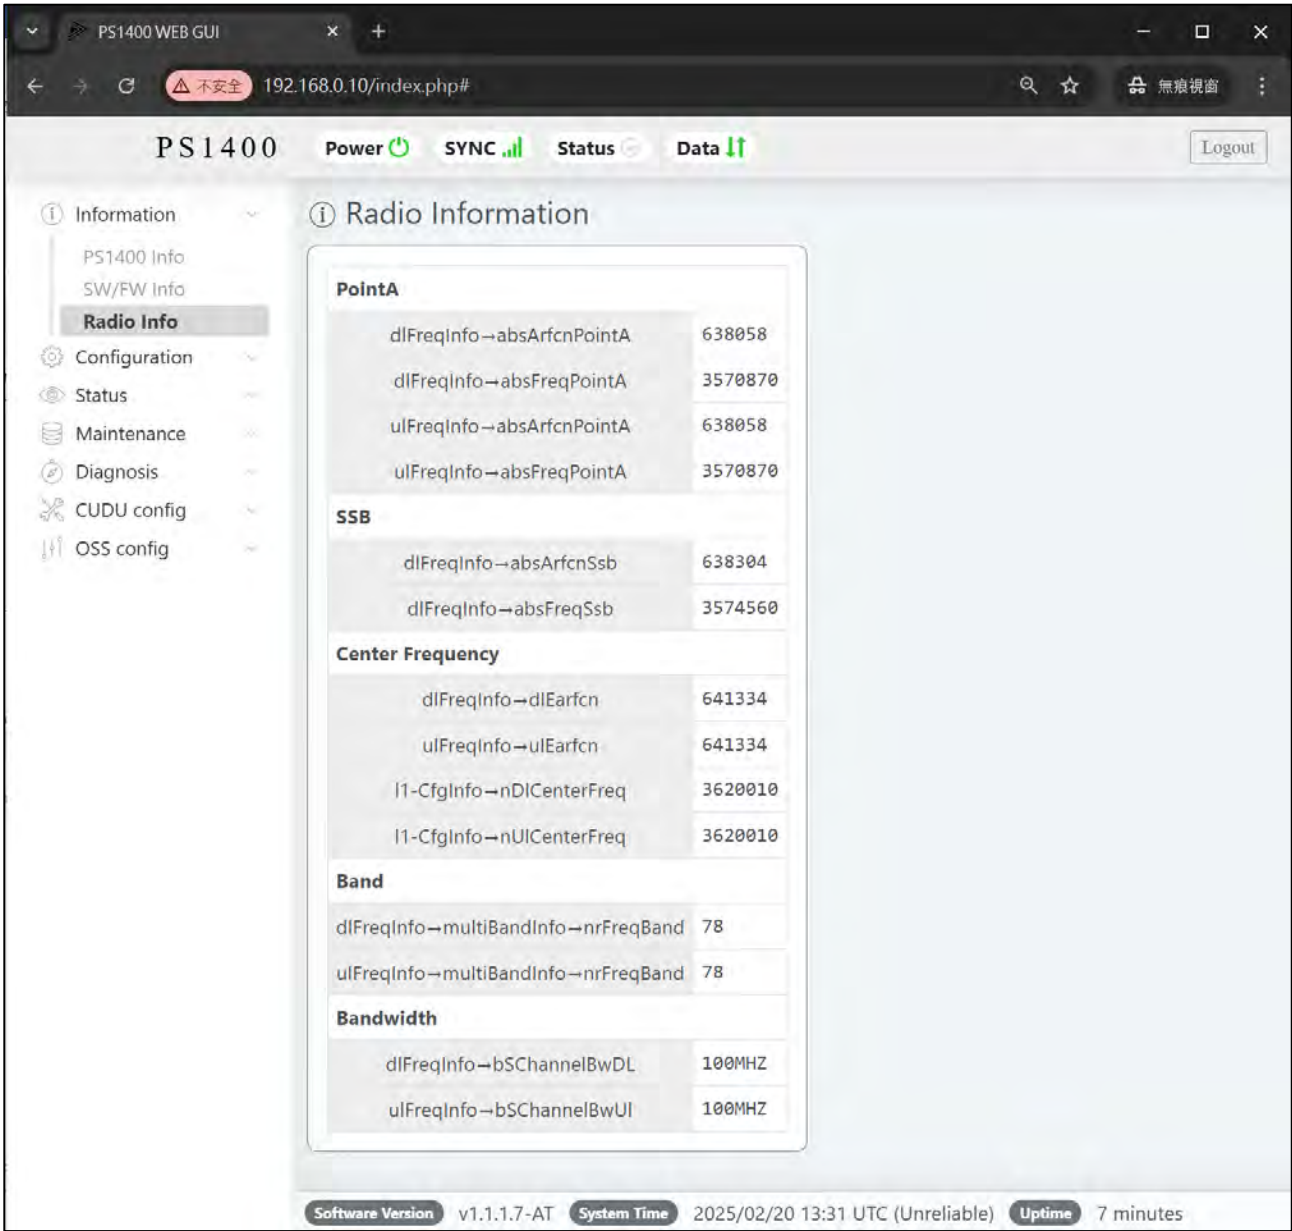 PS1400 WEB GUI
不安全 192.168.0.10/index.php# 無痕視窗
PS1400 Power SYNC Status Data Logout
Information
PS1400 Info
SW/FW Info
Radio Info
Configuration
Status
Maintenance
Diagnosis
CUDU config
OSS config
Radio Information
PointA
dlFreqInfo→absArfcnPointA 638058
dlFreqInfo→absFreqPointA 3570870
ulFreqInfo→absArfcnPointA 638058
ulFreqInfo→absFreqPointA 3570870
SSB
dlFreqInfo→absArfcnSsb 638304
dlFreqInfo→absFreqSsb 3574560
Center Frequency
dlFreqInfo→dlEarfcn 641334
ulFreqInfo→ulEarfcn 641334
l1-CfgInfo→nDlCenterFreq 3620010
l1-CfgInfo→nUlCenterFreq 3620010
Band
dlFreqInfo→multiBandInfo→nrFreqBand 78
ulFreqInfo→multiBandInfo→nrFreqBand 78
Bandwidth
dlFreqInfo→bSChannelBwDL 100MHZ
ulFreqInfo→bSChannelBwUl 100MHZ
Software Version v1.1.1.7-AT System Time 2025/02/20 13:31 UTC (Unreliable) Uptime 7 minutes